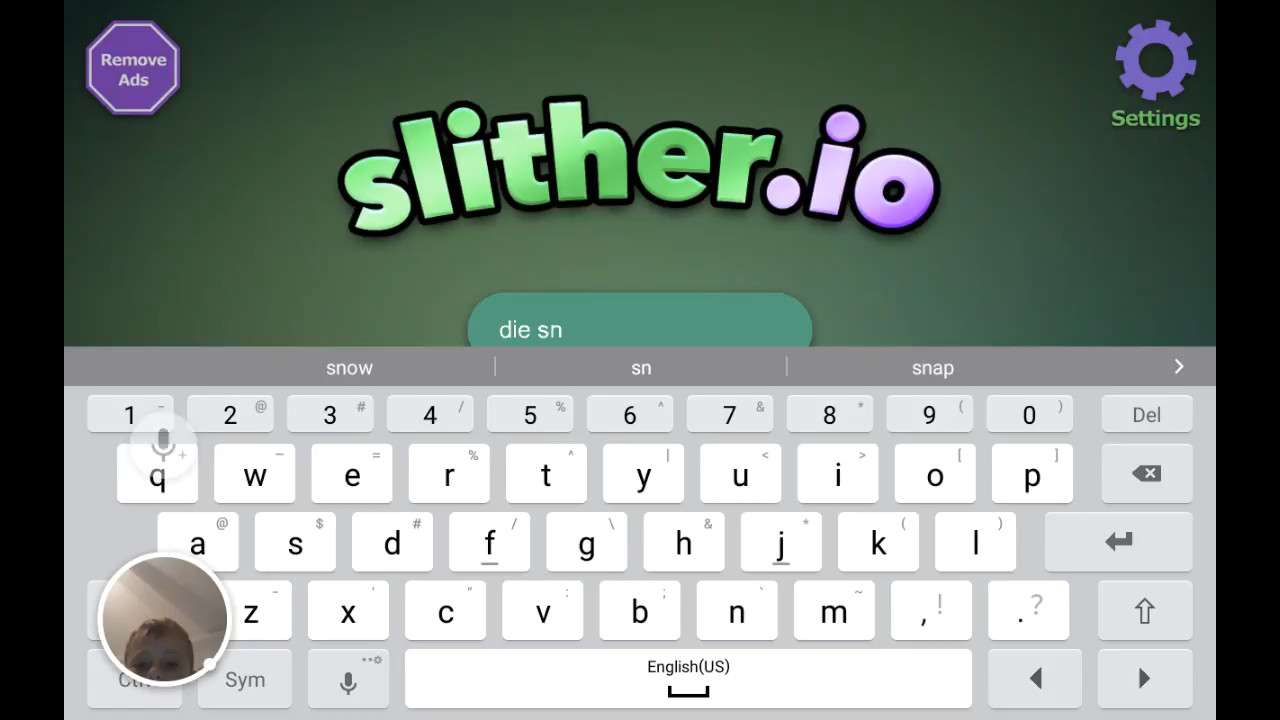 Remove
Ads
slither.io
Settings
die sn
snow sn snap
1 - 2 @ 3 # 4 / 5 % 6 ^ 7 & 8 * 9 ( 0 ) Del
q + w – e = r % t ^ y | u < i > o [ p ]
a @ s $ d # f / g \ h & j * k ( l )
z - x ' c " v : b ; n ` m ~ , ! . ?
Sym English(US)